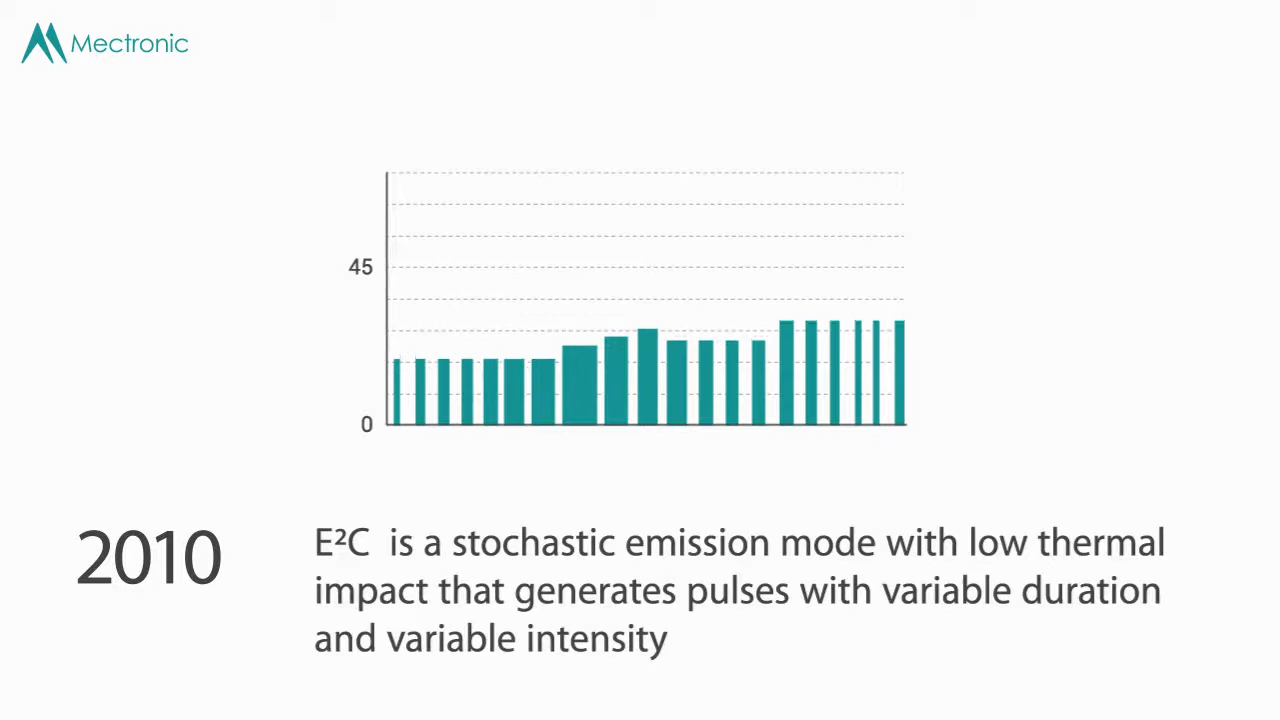 Mectronic
45
0
2010
E²C is a stochastic emission mode with low thermal
impact that generates pulses with variable duration
and variable intensity